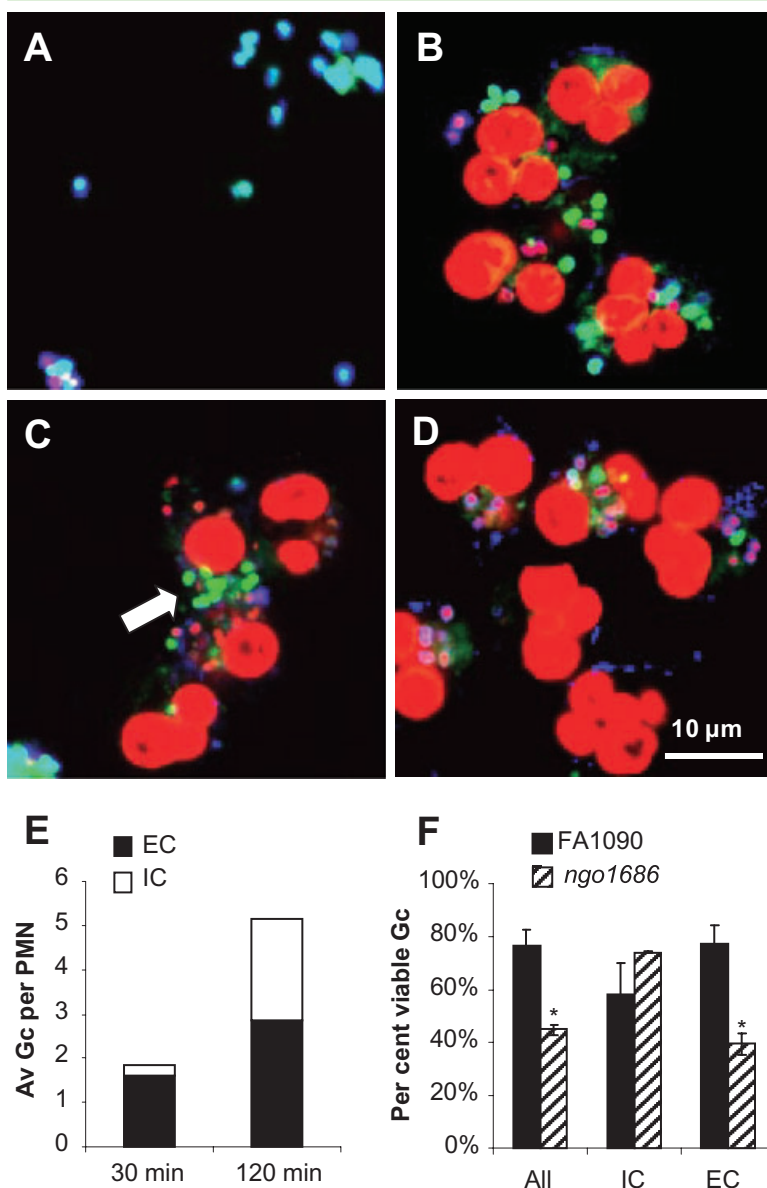 A
B
C
D
10 µm
E
EC
IC
Av Gc per PMN
6
5
4
3
2
1
0
30 min
120 min
F
FA1090
ngo1686
Per cent viable Gc
100%
80%
60%
40%
20%
0%
*
*
All
IC
EC